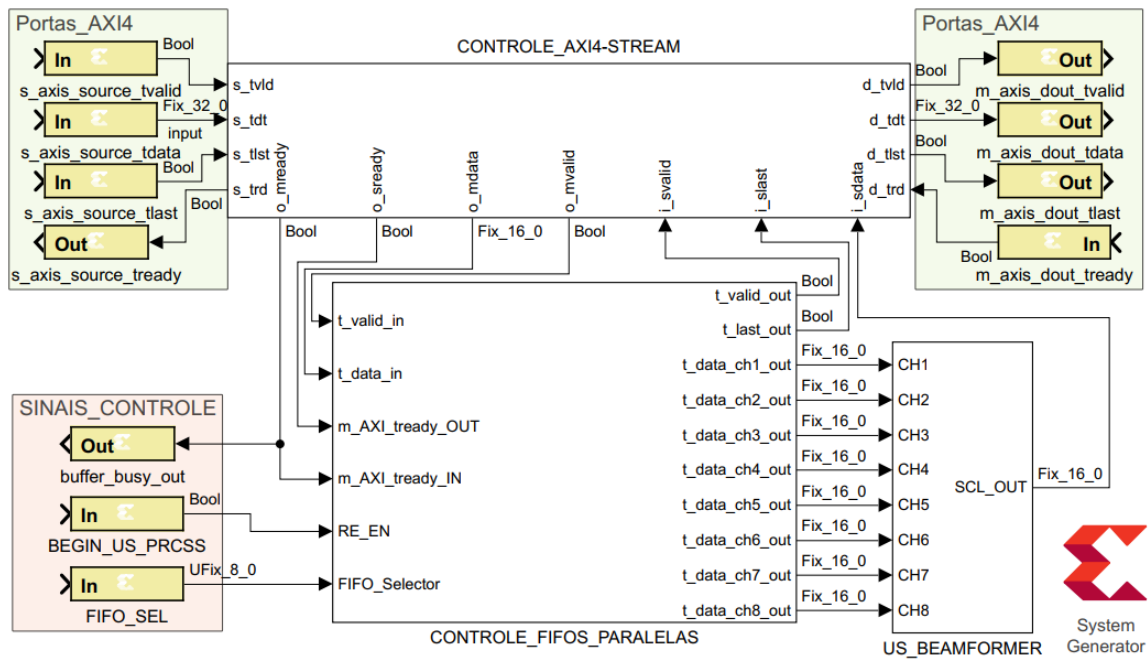 Portas_AXI4
In
Bool
s_axis_source_tvalid
In
Fix_32_0
input
s_axis_source_tdata
In
Bool
s_axis_source_tlast
Out
Bool
s_axis_source_tready
CONTROLE_AXI4-STREAM
s_tvld
s_tdt
s_tlst
s_trd
o_mready
o_sready
o_mdata
o_mvalid
i_svalid
i_slast
i_sdata
d_tvld
d_tdt
d_tlst
d_trd
Bool
Bool
Fix_16_0
Bool
Portas_AXI4
Bool
Out
m_axis_dout_tvalid
Fix_32_0
Out
m_axis_dout_tdata
Bool
Out
m_axis_dout_tlast
Bool
In
m_axis_dout_tready
t_valid_in
t_data_in
m_AXI_tready_OUT
m_AXI_tready_IN
RE_EN
FIFO_Selector
t_valid_out
Bool
t_last_out
Bool
t_data_ch1_out
Fix_16_0
t_data_ch2_out
Fix_16_0
t_data_ch3_out
Fix_16_0
t_data_ch4_out
Fix_16_0
t_data_ch5_out
Fix_16_0
t_data_ch6_out
Fix_16_0
t_data_ch7_out
Fix_16_0
t_data_ch8_out
Fix_16_0
CONTROLE_FIFOS_PARALELAS
SINAIS_CONTROLE
Out
buffer_busy_out
In
Bool
BEGIN_US_PRCSS
In
UFix_8_0
FIFO_SEL
CH1
CH2
CH3
CH4
CH5
CH6
CH7
CH8
SCL_OUT
Fix_16_0
US_BEAMFORMER
System
Generator